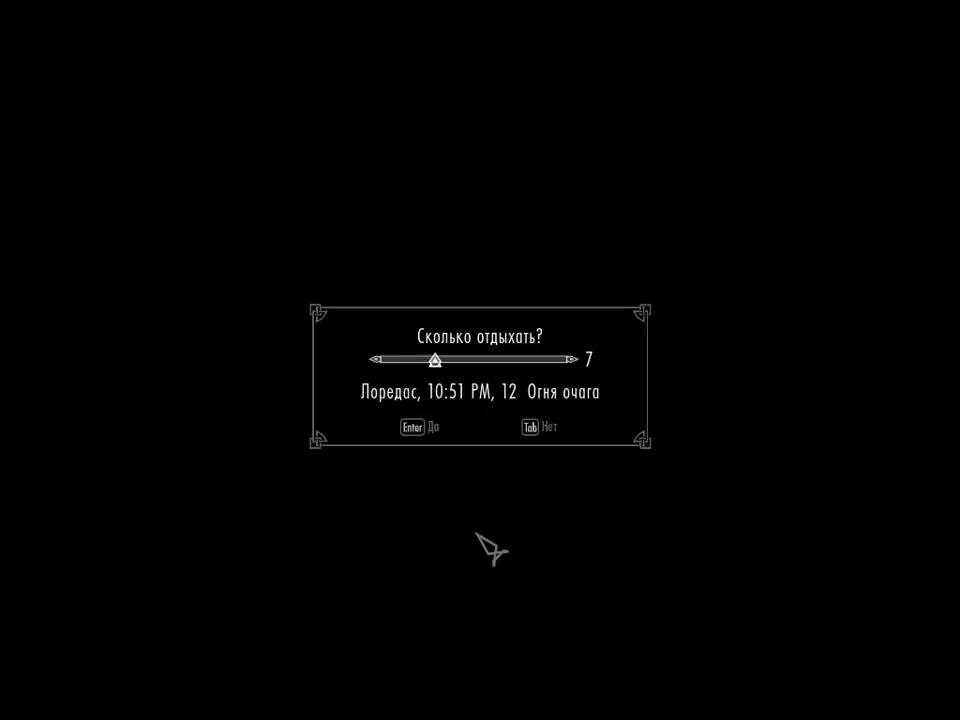 Сколько отдыхать?
7
Лоредас, 10:51 PM, 12 Огня очага
Enter Да Tab Нет